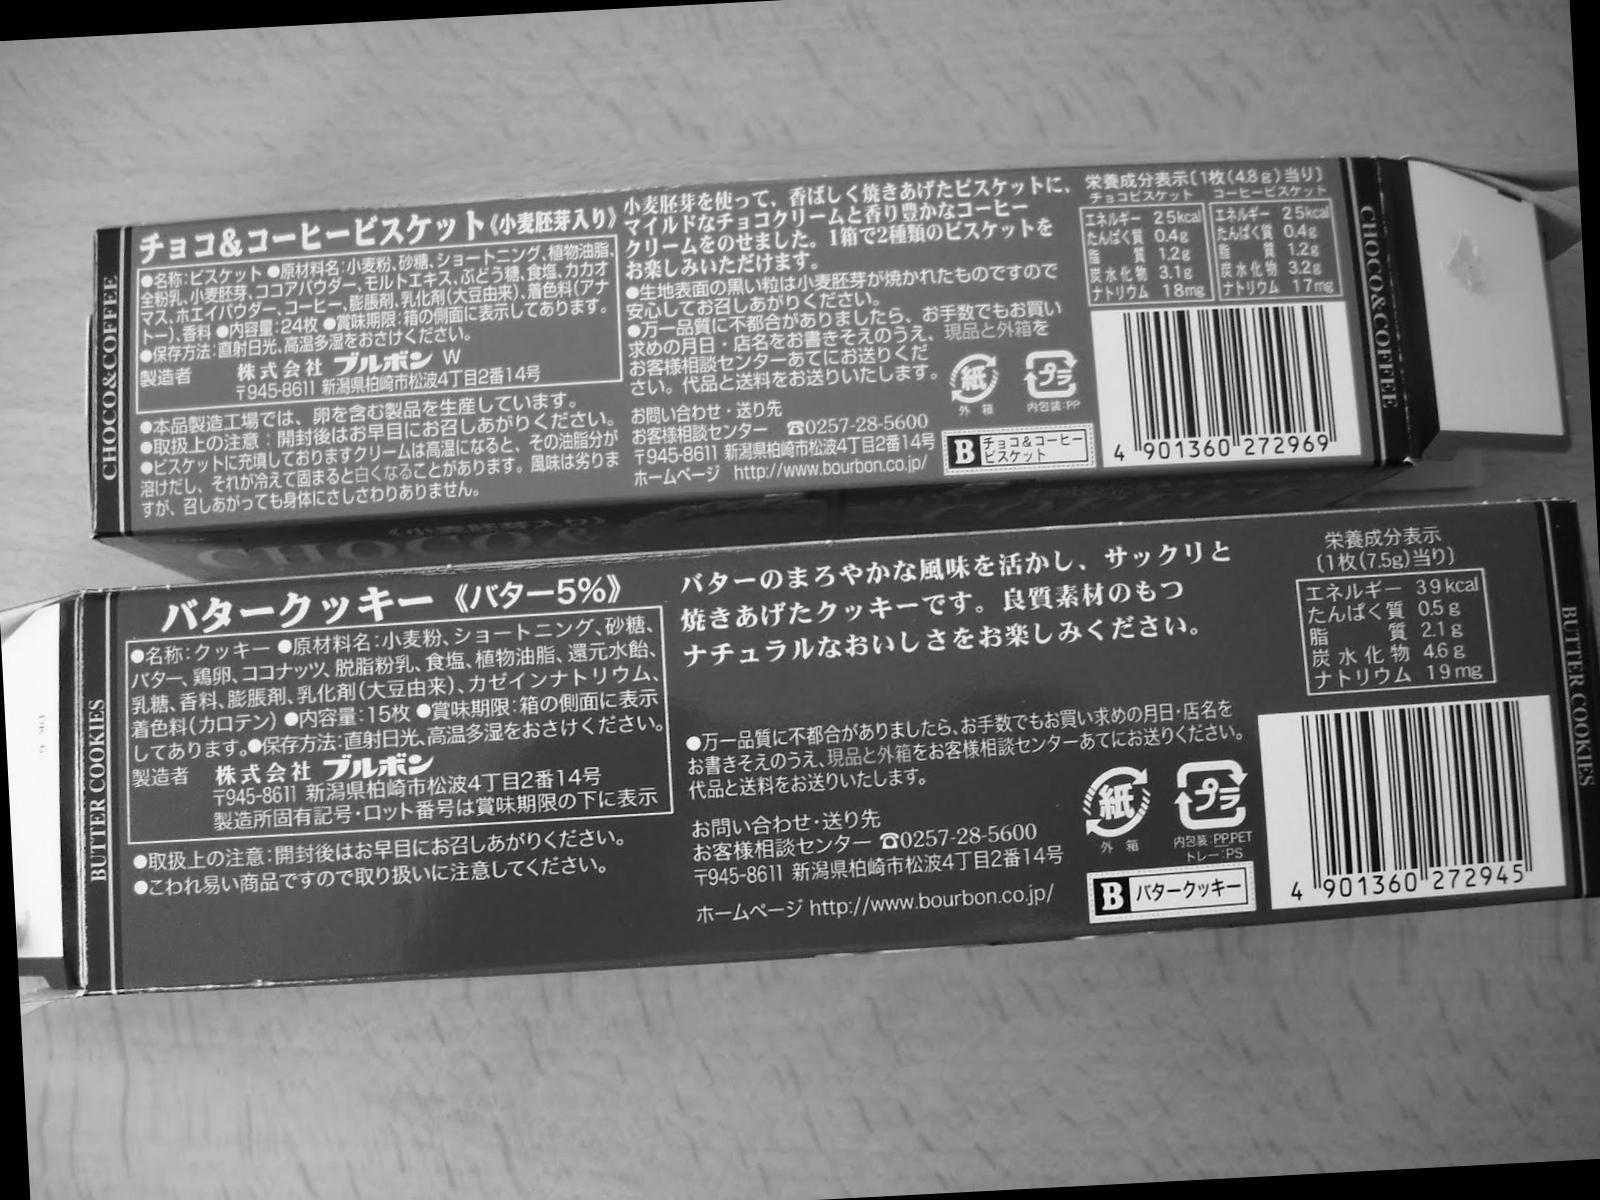 CHOCO&COFFEE
チョコ&コーヒービスケット《小麦胚芽入り》
●名称:ビスケット ●原材料名:小麦粉、砂糖、ショートニング、植物油脂、
全粉乳、小麦胚芽、ココアパウダー、モルトエキス、ぶどう糖、食塩、カカオ
マス、ホエイパウダー、コーヒー、膨脹剤、乳化剤(大豆由来)、着色料(アナ
トー)、香料 ●内容量:24枚 ●賞味期限:箱の側面に表示してあります。
●保存方法:直射日光、高温多湿をおさけください。
製造者 株式会社 ブルボン W
〒945-8611 新潟県柏崎市松波4丁目2番14号
●本品製造工場では、卵を含む製品を生産しています。
●取扱上の注意:開封後はお早目にお召しあがりください。
●ビスケットに充填しておりますクリームは高温になると、その油脂分が
溶けだし、それが冷えて固まると白くなることがあります。風味は劣りま
すが、召しあがっても身体にさしさわりありません。
小麦胚芽を使って、香ばしく焼きあげたビスケットに、
マイルドなチョコクリームと香り豊かなコーヒー
クリームをのせました。1箱で2種類のビスケットを
お楽しみいただけます。
●生地表面の黒い粒は小麦胚芽が焼かれたものですので
安心してお召しあがりください。
●万一品質に不都合がありましたら、お手数でもお買い
求めの月日・店名をお書きそえのうえ、現品と外箱を
お客様相談センターあてにお送りくだ
さい。代品と送料をお送りいたします。
お問い合わせ・送り先
お客様相談センター ☎0257-28-5600
〒945-8611 新潟県柏崎市松波4丁目2番14号
ホームページ http://www.bourbon.co.jp/
紙
外箱
プラ
内包装:PP
B チョコ&コーヒー
ビスケット
栄養成分表示〔1枚(4.8g)当り〕
チョコビスケット コーヒービスケット
エネルギー 25kcal エネルギー 25kcal
たんぱく質 0.4g たんぱく質 0.4g
脂質 1.2g 脂質 1.2g
炭水化物 3.1g 炭水化物 3.2g
ナトリウム 18mg ナトリウム 17mg
4 901360 272969
CHOCO&COFFEE
《小麦胚芽入り》
CHOCO&
BUTTER COOKIES
バタークッキー《バター5%》
●名称:クッキー ●原材料名:小麦粉、ショートニング、砂糖、
バター、鶏卵、ココナッツ、脱脂粉乳、食塩、植物油脂、還元水飴、
乳糖、香料、膨脹剤、乳化剤(大豆由来)、カゼインナトリウム、
着色料(カロテン) ●内容量:15枚 ●賞味期限:箱の側面に表示
してあります。●保存方法:直射日光、高温多湿をおさけください。
製造者 株式会社 ブルボン
〒945-8611 新潟県柏崎市松波4丁目2番14号
製造所固有記号・ロット番号は賞味期限の下に表示
●取扱上の注意:開封後はお早目にお召しあがりください。
●こわれ易い商品ですので取り扱いに注意してください。
バターのまろやかな風味を活かし、サックリと
焼きあげたクッキーです。良質素材のもつ
ナチュラルなおいしさをお楽しみください。
●万一品質に不都合がありましたら、お手数でもお買い求めの月日・店名を
お書きそえのうえ、現品と外箱をお客様相談センターあてにお送りください。
代品と送料をお送りいたします。
お問い合わせ・送り先
お客様相談センター ☎0257-28-5600
〒945-8611 新潟県柏崎市松波4丁目2番14号
ホームページ http://www.bourbon.co.jp/
紙
外箱
プラ
内包装:PP,PET
トレー:PS
B バタークッキー
栄養成分表示
〔1枚(7.5g)当り〕
エネルギー 39kcal
たんぱく質 0.5g
脂質 2.1g
炭水化物 4.6g
ナトリウム 19mg
4 901360 272945
BUTTER COOKIES